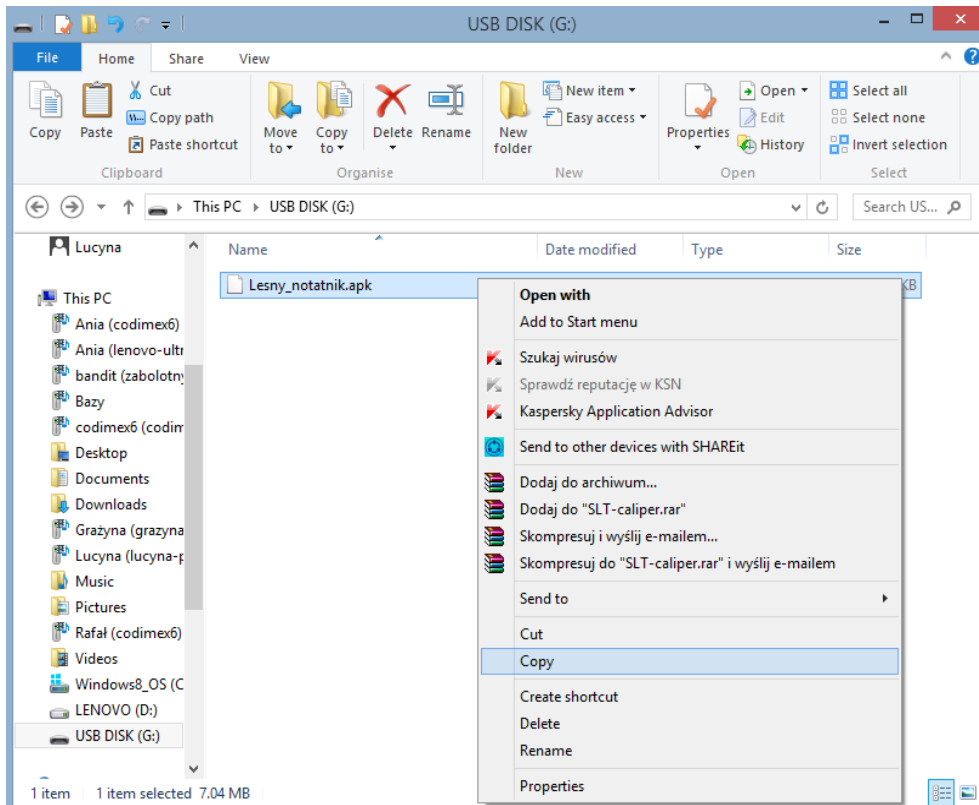 USB DISK (G:)
File Home Share View
Copy
Paste
Cut
Copy path
Paste shortcut
Clipboard
Move to
Copy to
Delete
Rename
Organise
New folder
New item
Easy access
New
Properties
Open
Edit
History
Open
Select all
Select none
Invert selection
Select
This PC USB DISK (G:)
Search US...
Name Date modified Type Size
Lesny_notatnik.apk KB
Lucyna
This PC
Ania (codimex6)
Ania (lenovo-ultr
bandit (zabolotny
Bazy
codimex6 (codim
Desktop
Documents
Downloads
Grażyna (grazyna
Lucyna (lucyna-p
Music
Pictures
Rafał (codimex6)
Videos
Windows8_OS (C
LENOVO (D:)
USB DISK (G:)
Open with
Add to Start menu
Szukaj wirusów
Sprawdź reputację w KSN
Kaspersky Application Advisor
Send to other devices with SHAREit
Dodaj do archiwum...
Dodaj do "SLT-caliper.rar"
Skompresuj i wyślij e-mailem...
Skompresuj do "SLT-caliper.rar" i wyślij e-mailem
Send to
Cut
Copy
Create shortcut
Delete
Rename
Properties
1 item 1 item selected 7.04 MB